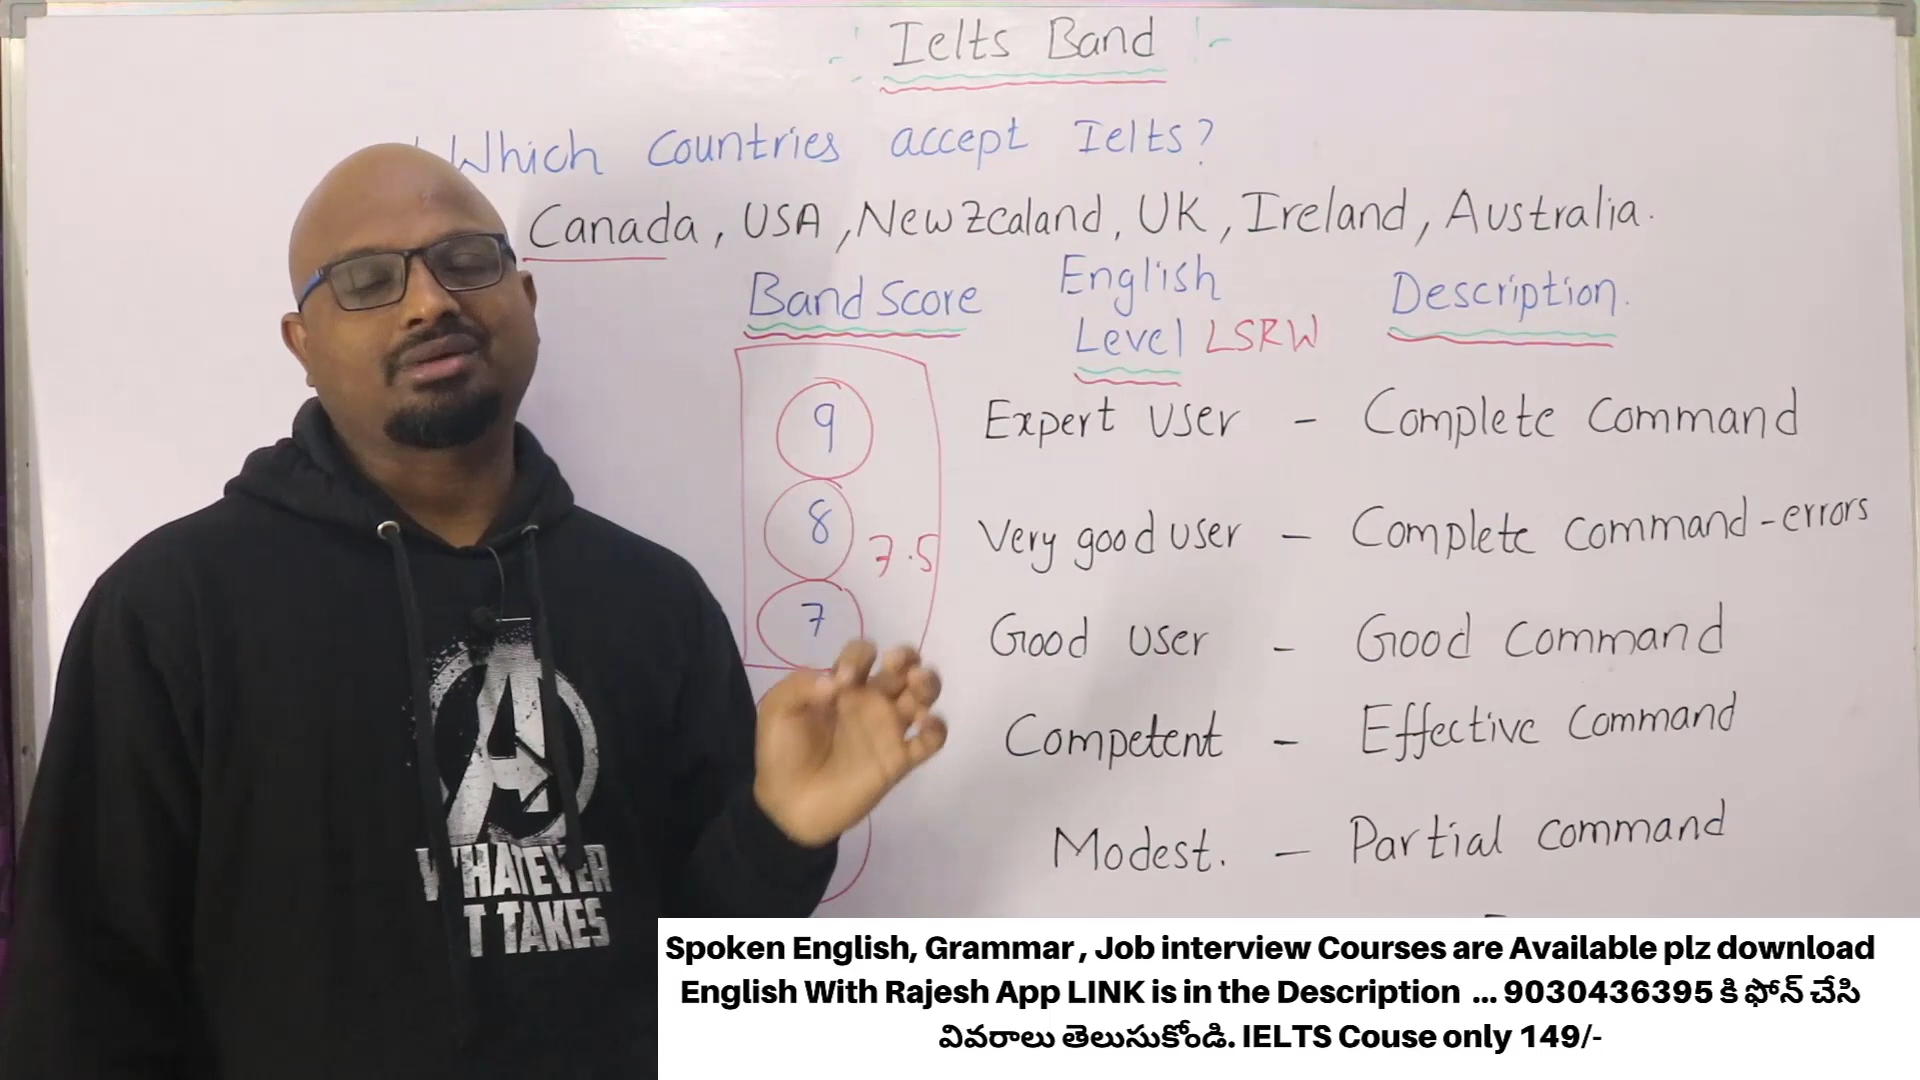 Ielts Band
Which Countries accept Ielts?
Canada, USA, New Zealand, UK, Ireland, Australia.
Band Score English Level LSRW Description.
9 Expert user - Complete command
8 Very good user - Complete command - errors
7.5
7 Good user - Good command
Competent - Effective command
Modest. - Partial command
WHATEVER
IT TAKES
Spoken English, Grammar , Job interview Courses are Available plz download
English With Rajesh App LINK is in the Description ... 9030436395 కి ఫోన్ చేసి
వివరాలు తెలుసుకోండి. IELTS Couse only 149/-